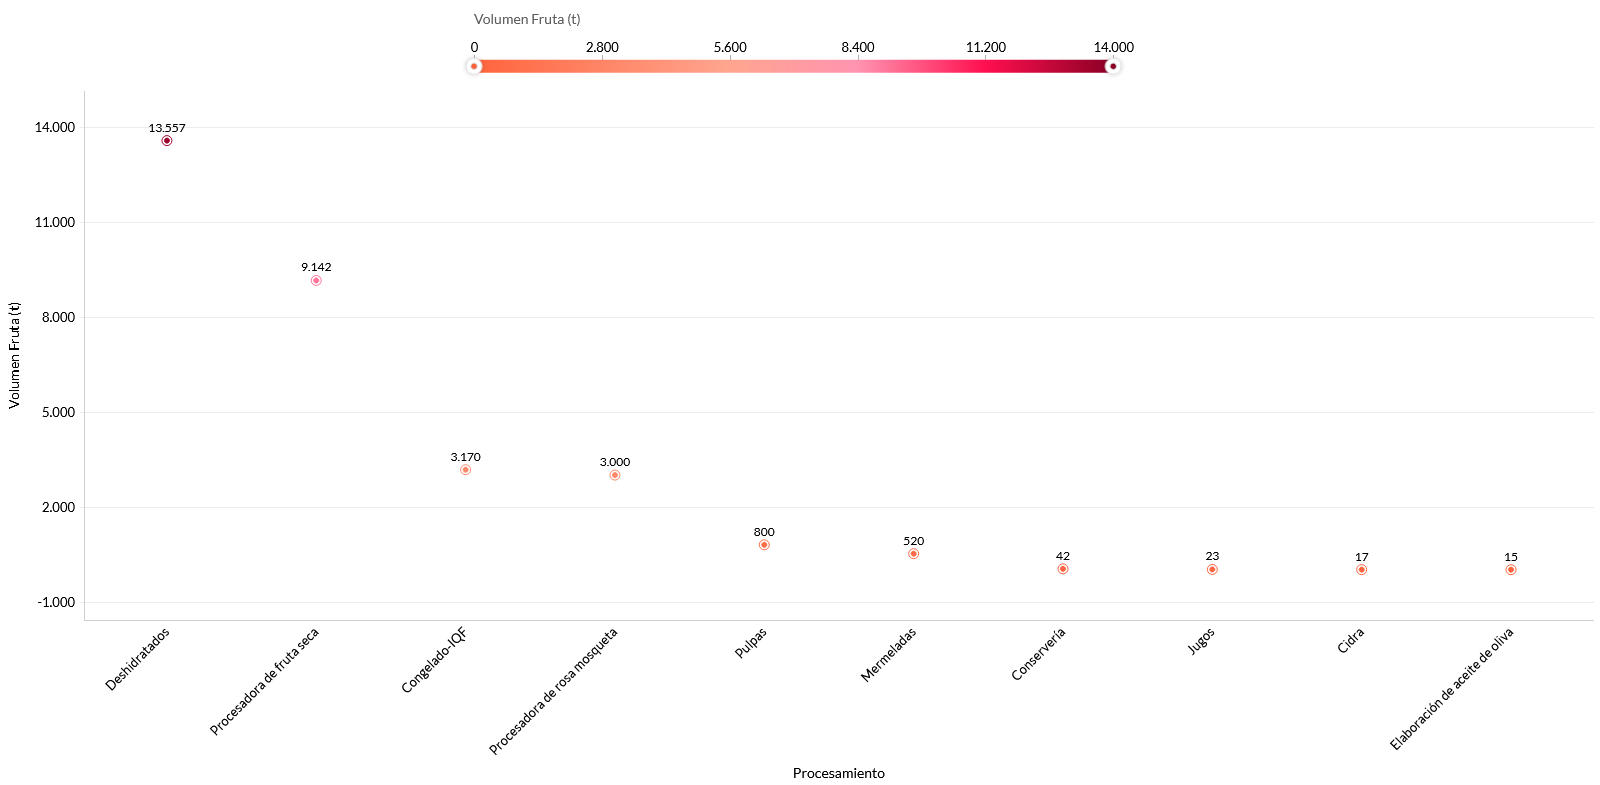 Volumen Fruta (t)
0 2.800 5.600 8.400 11.200 14.000
14.000
11.000
8.000
5.000
2.000
-1.000
Volumen Fruta (t)
13.557
9.142
3.170
3.000
800
520
42
23
17
15
Deshidratados
Procesadora de fruta seca
Congelado-IQF
Procesadora de rosa mosqueta
Pulpas
Mermeladas
Conservería
Jugos
Cidra
Elaboración de aceite de oliva
Procesamiento